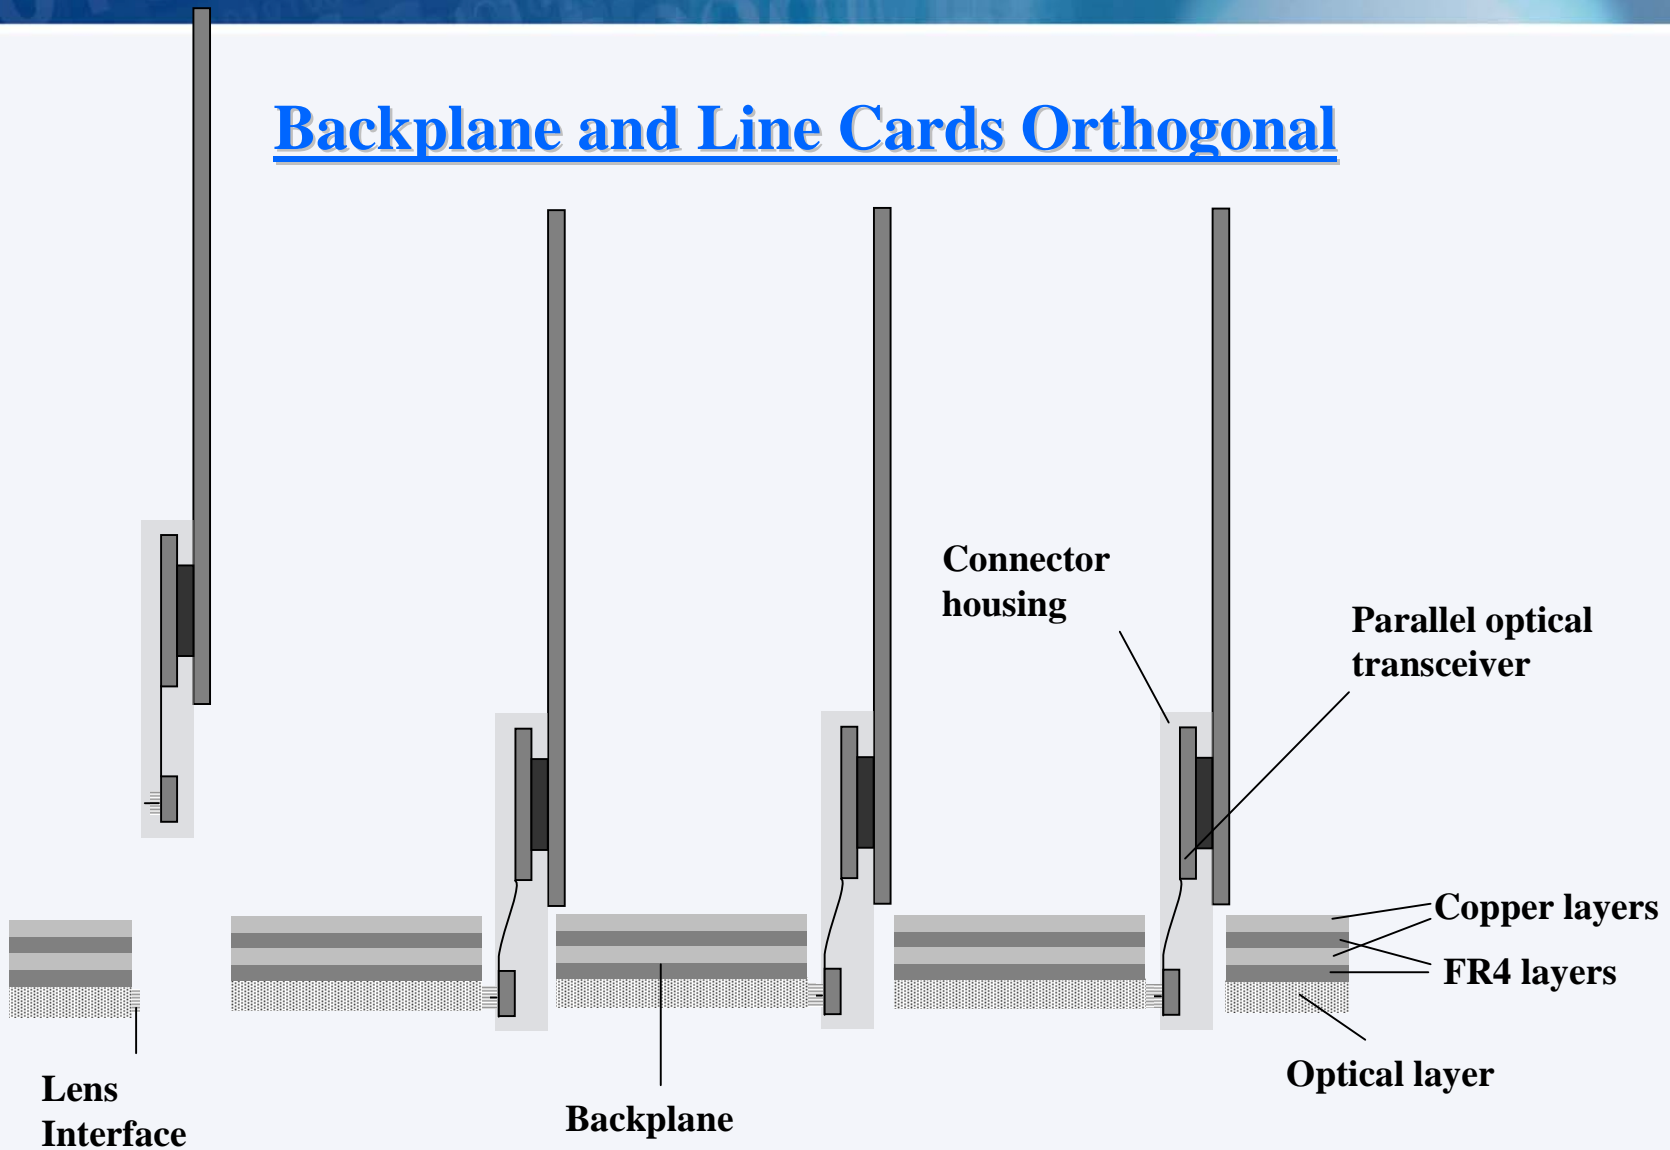 Backplane and Line Cards Orthogonal
Connector
housing
Parallel optical
transceiver
Copper layers
FR4 layers
Optical layer
Lens
Interface
Backplane